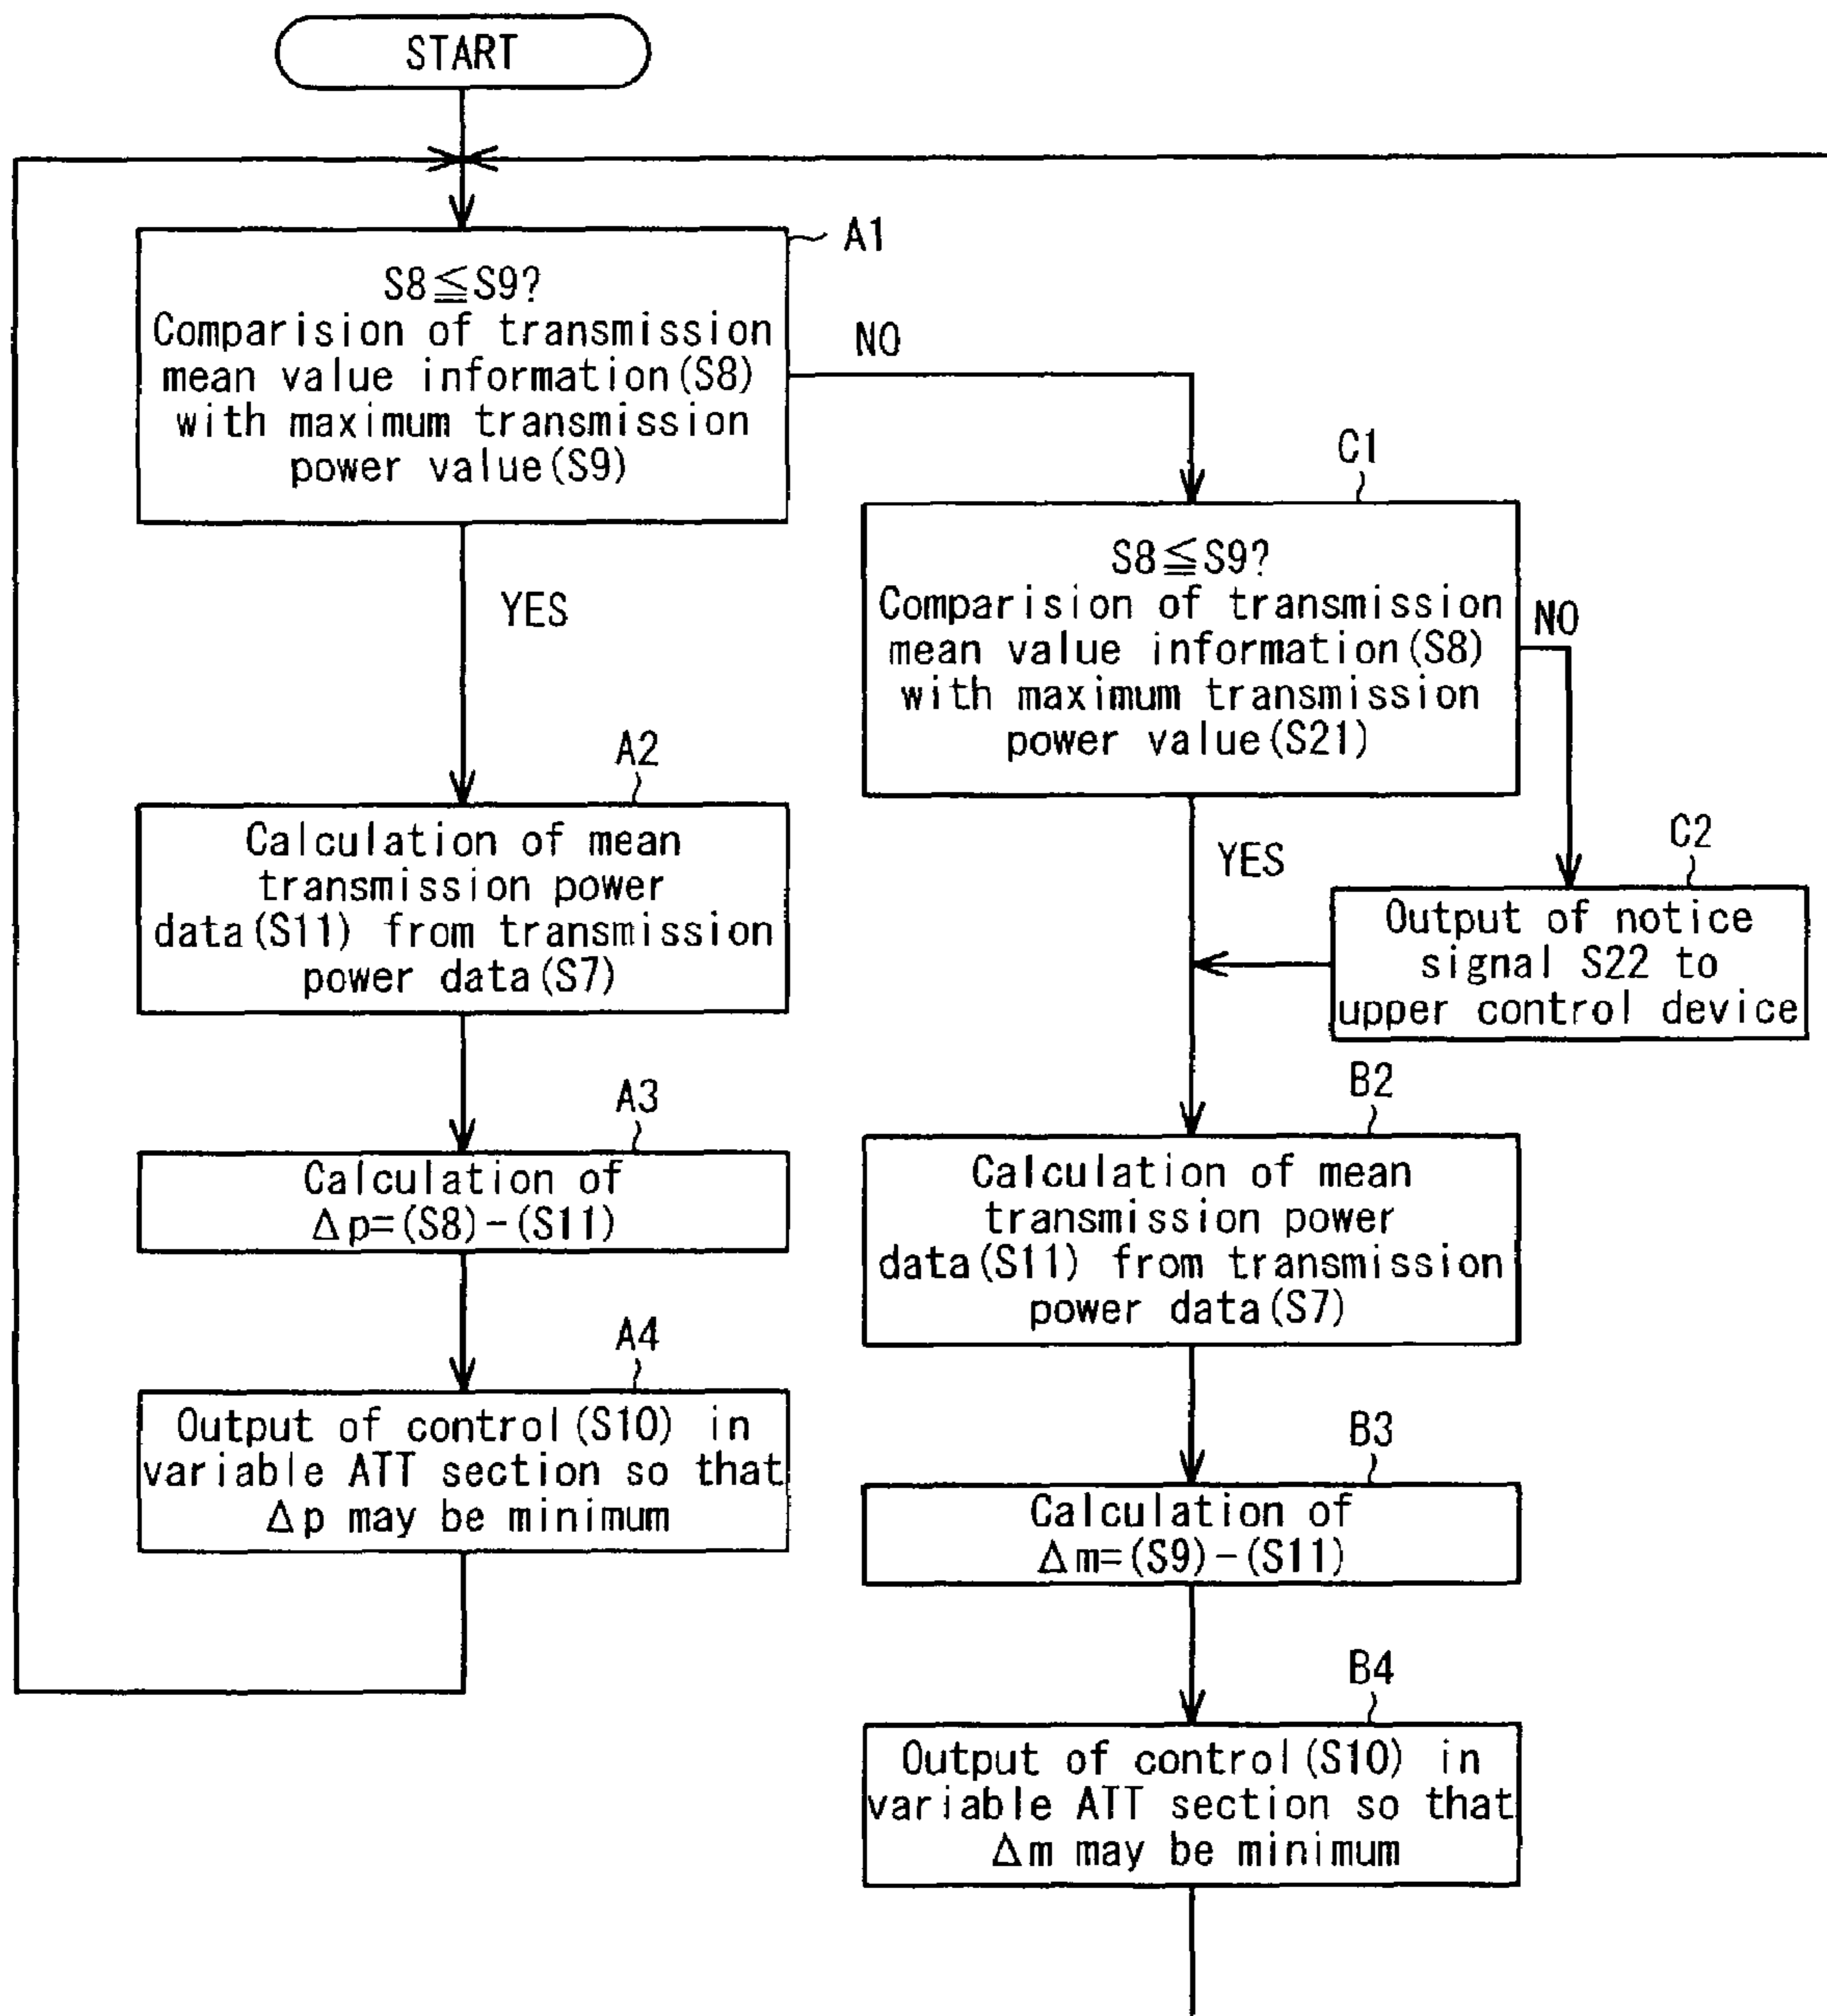 START
A1
S8≦S9?
Comparision of transmission
mean value information(S8)
with maximum transmission
power value(S9)
NO
YES
C1
S8≦S9?
Comparision of transmission
mean value information(S8)
with maximum transmission
power value(S21)
NO
YES
C2
Output of notice
signal S22 to
upper control device
A2
Calculation of mean
transmission power
data(S11) from transmission
power data(S7)
A3
Calculation of
Δp=(S8)-(S11)
A4
Output of control(S10) in
variable ATT section so that
Δp may be minimum
B2
Calculation of mean
transmission power
data(S11) from transmission
power data(S7)
B3
Calculation of
Δm=(S9)-(S11)
B4
Output of control(S10) in
variable ATT section so that
Δm may be minimum